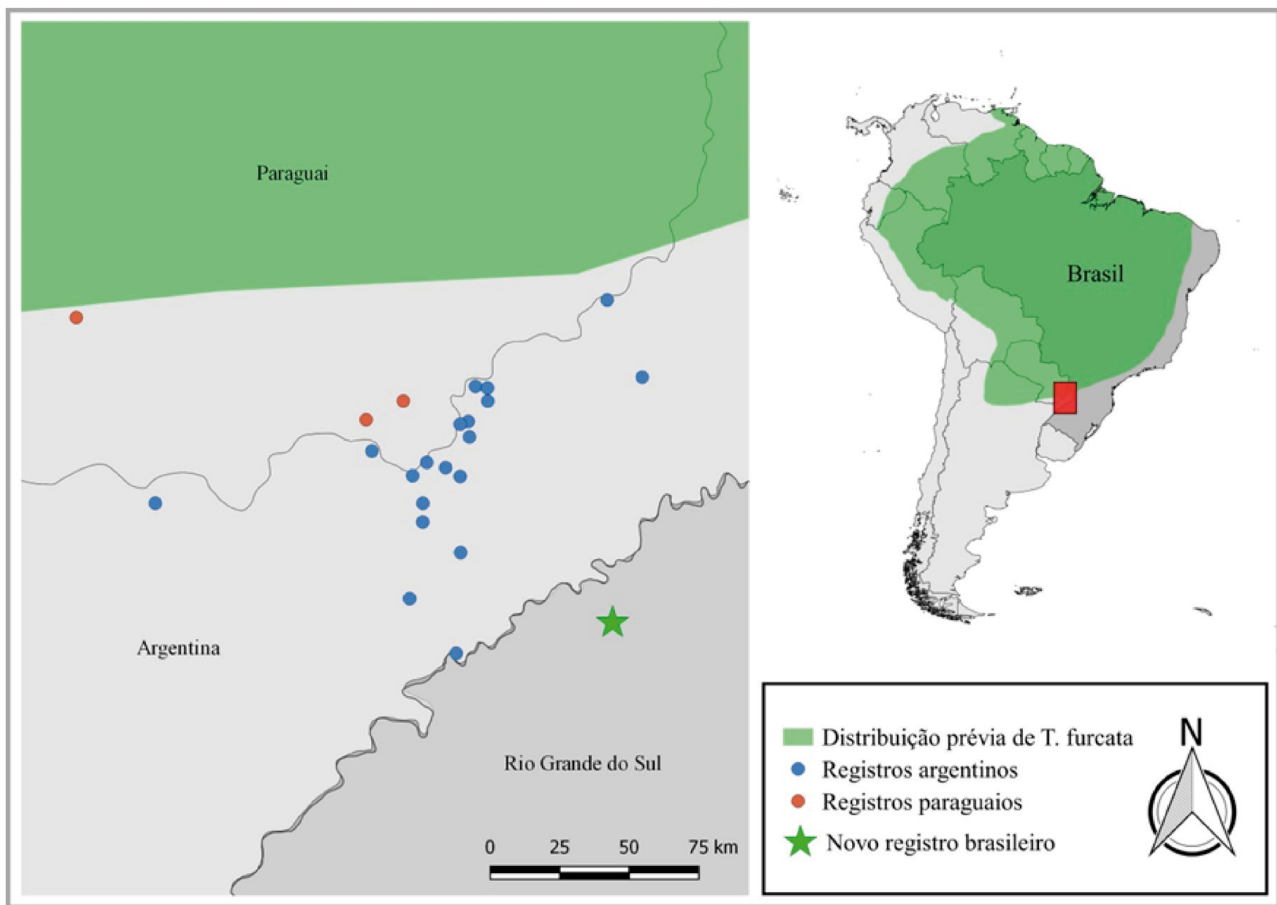 Paraguai
Argentina
Rio Grande do Sul
0 25 50 75 km
Brasil
Distribuição prévia de T. furcata
Registros argentinos
Registros paraguaios
Novo registro brasileiro
N